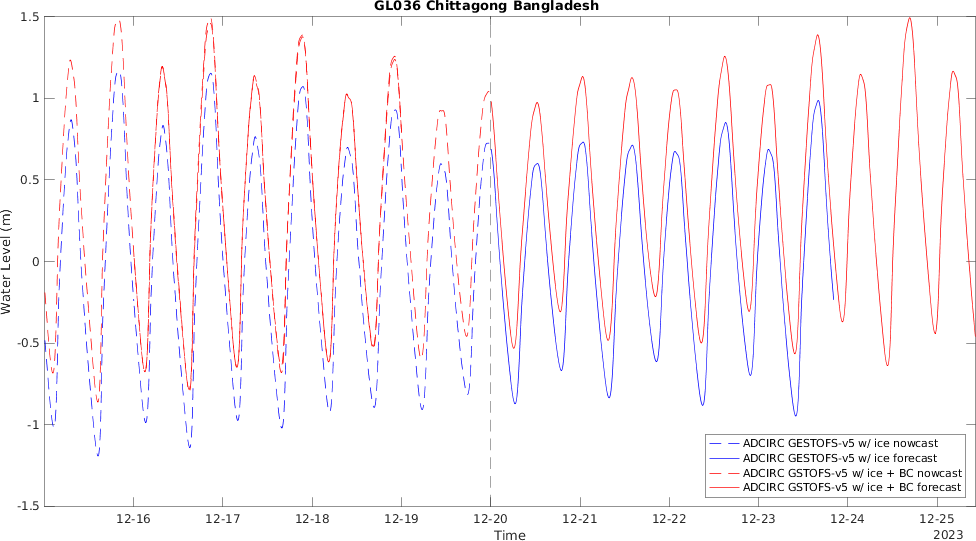 GL036 Chittagong Bangladesh
1.5
1
0.5
0
-0.5
-1
-1.5
Water Level (m)
ADCIRC GESTOFS-v5 w/ ice nowcast
ADCIRC GESTOFS-v5 w/ ice forecast
ADCIRC GSTOFS-v5 w/ ice + BC nowcast
ADCIRC GSTOFS-v5 w/ ice + BC forecast
12-16 12-17 12-18 12-19 12-20 12-21 12-22 12-23 12-24 12-25
Time
2023